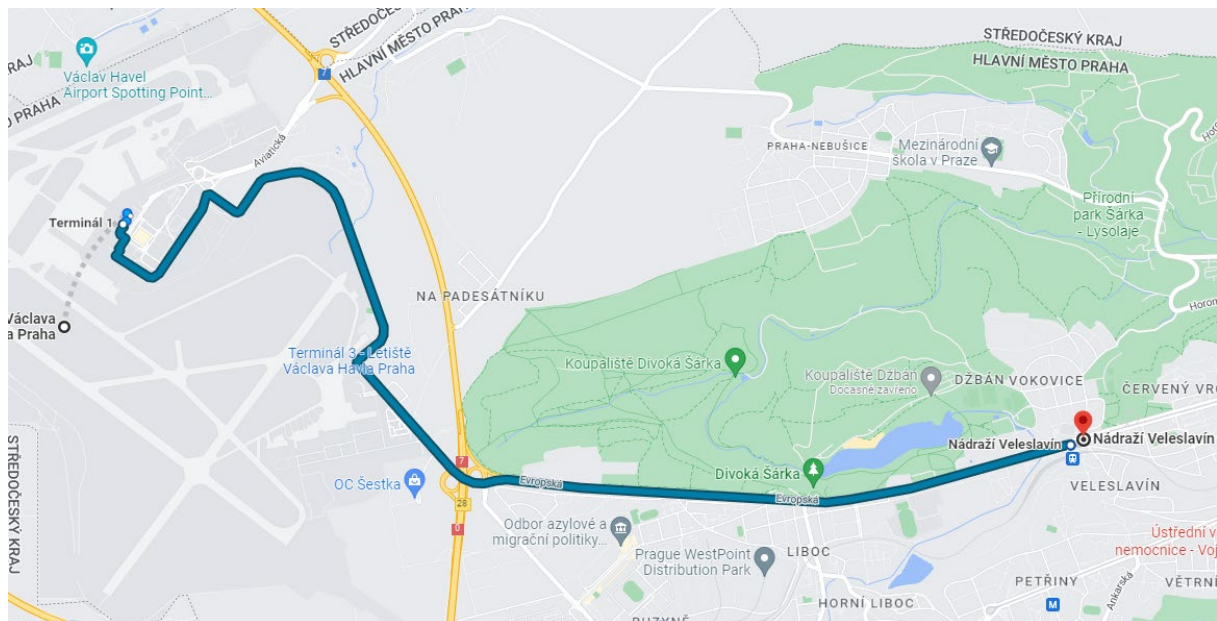 STŘEDOČESKÝ KRAJ
HLAVNÍ MĚSTO PRAHA
STŘEDOČESKÝ
HLAVNÍ MĚSTO PRAHA
7
Václav Havel
Airport Spotting Point...
KRAJ
PRAHA
Aviatická
PRAHA-NEBUŠICE
Mezinárodní
škola v Praze
Přírodní
park Šárka
- Lysolaje
Terminál 1
Václava
Praha
NA PADESÁTNÍKU
Terminál 3 - Letiště
Václava Havla Praha
Koupaliště Divoká Šárka
Koupaliště Džbán
Dočasně zavřeno
DŽBÁN VOKOVICE
ČERVENÝ
Nádraží Veleslavín
Nádraží Veleslavín
STŘEDOČESKÝ KRAJ
7
OC Šestka
28
0
Evropská
Divoká Šárka
Evropská
VELESLAVÍN
Odbor azylové a
migrační politiky...
Prague WestPoint
Distribution Park
LIBOC
Ústřední
nemocnice -
PETŘINY
M
Ankarská
HORNÍ LIBOC
RUZYNĚ